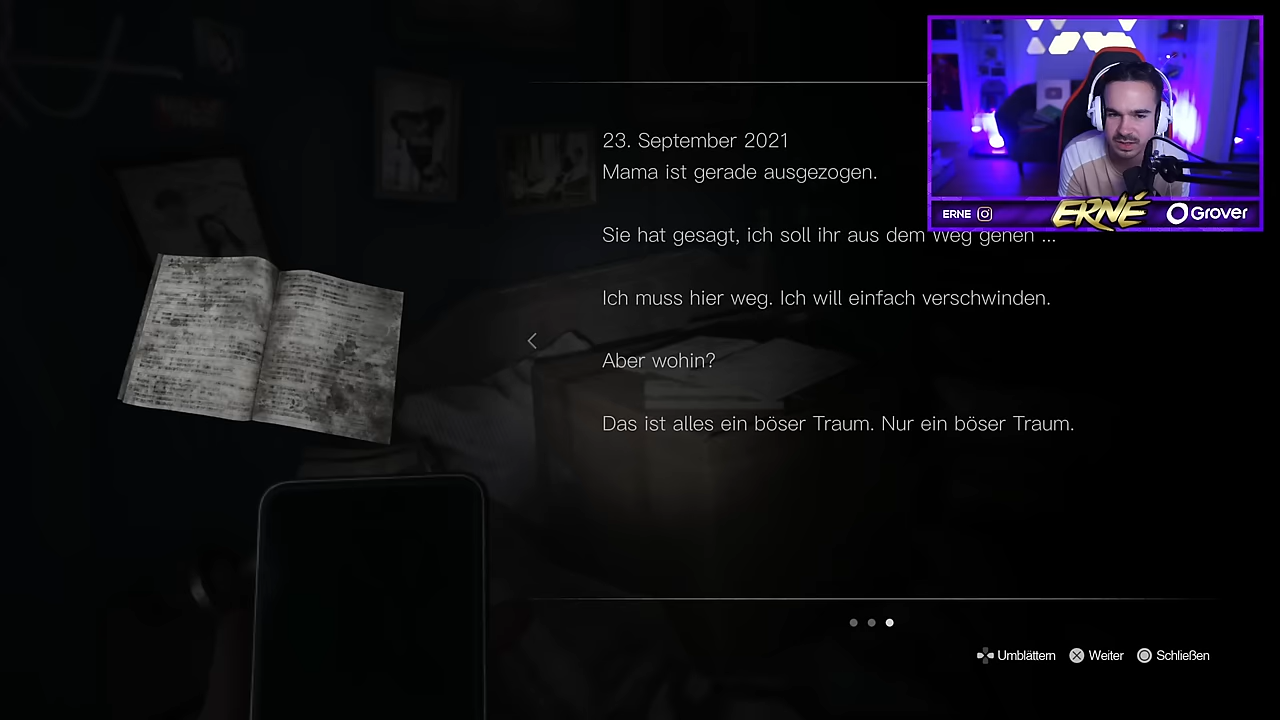 23. September 2021
Mama ist gerade ausgezogen.
Sie hat gesagt, ich soll ihr aus dem Weg gehen ...
Ich muss hier weg. Ich will einfach verschwinden.
Aber wohin?
Das ist alles ein böser Traum. Nur ein böser Traum.
ERNE
ERNÉ
Grover
Umblättern
Weiter
Schließen